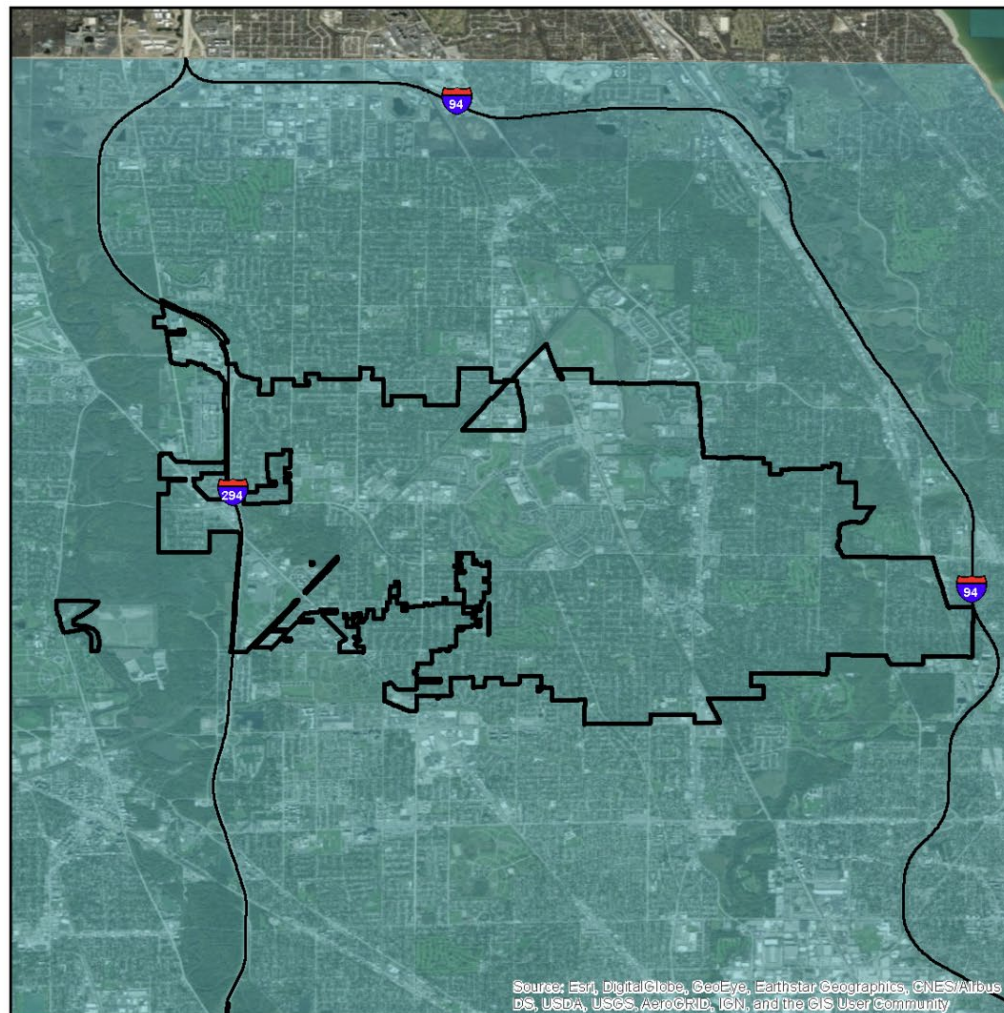 94
294
94
Source: Esri, DigitalGlobe, GeoEye, Earthstar Geographics, CNES/Airbus
DS, USDA, USGS, AeroGRID, IGN, and the GIS User Community